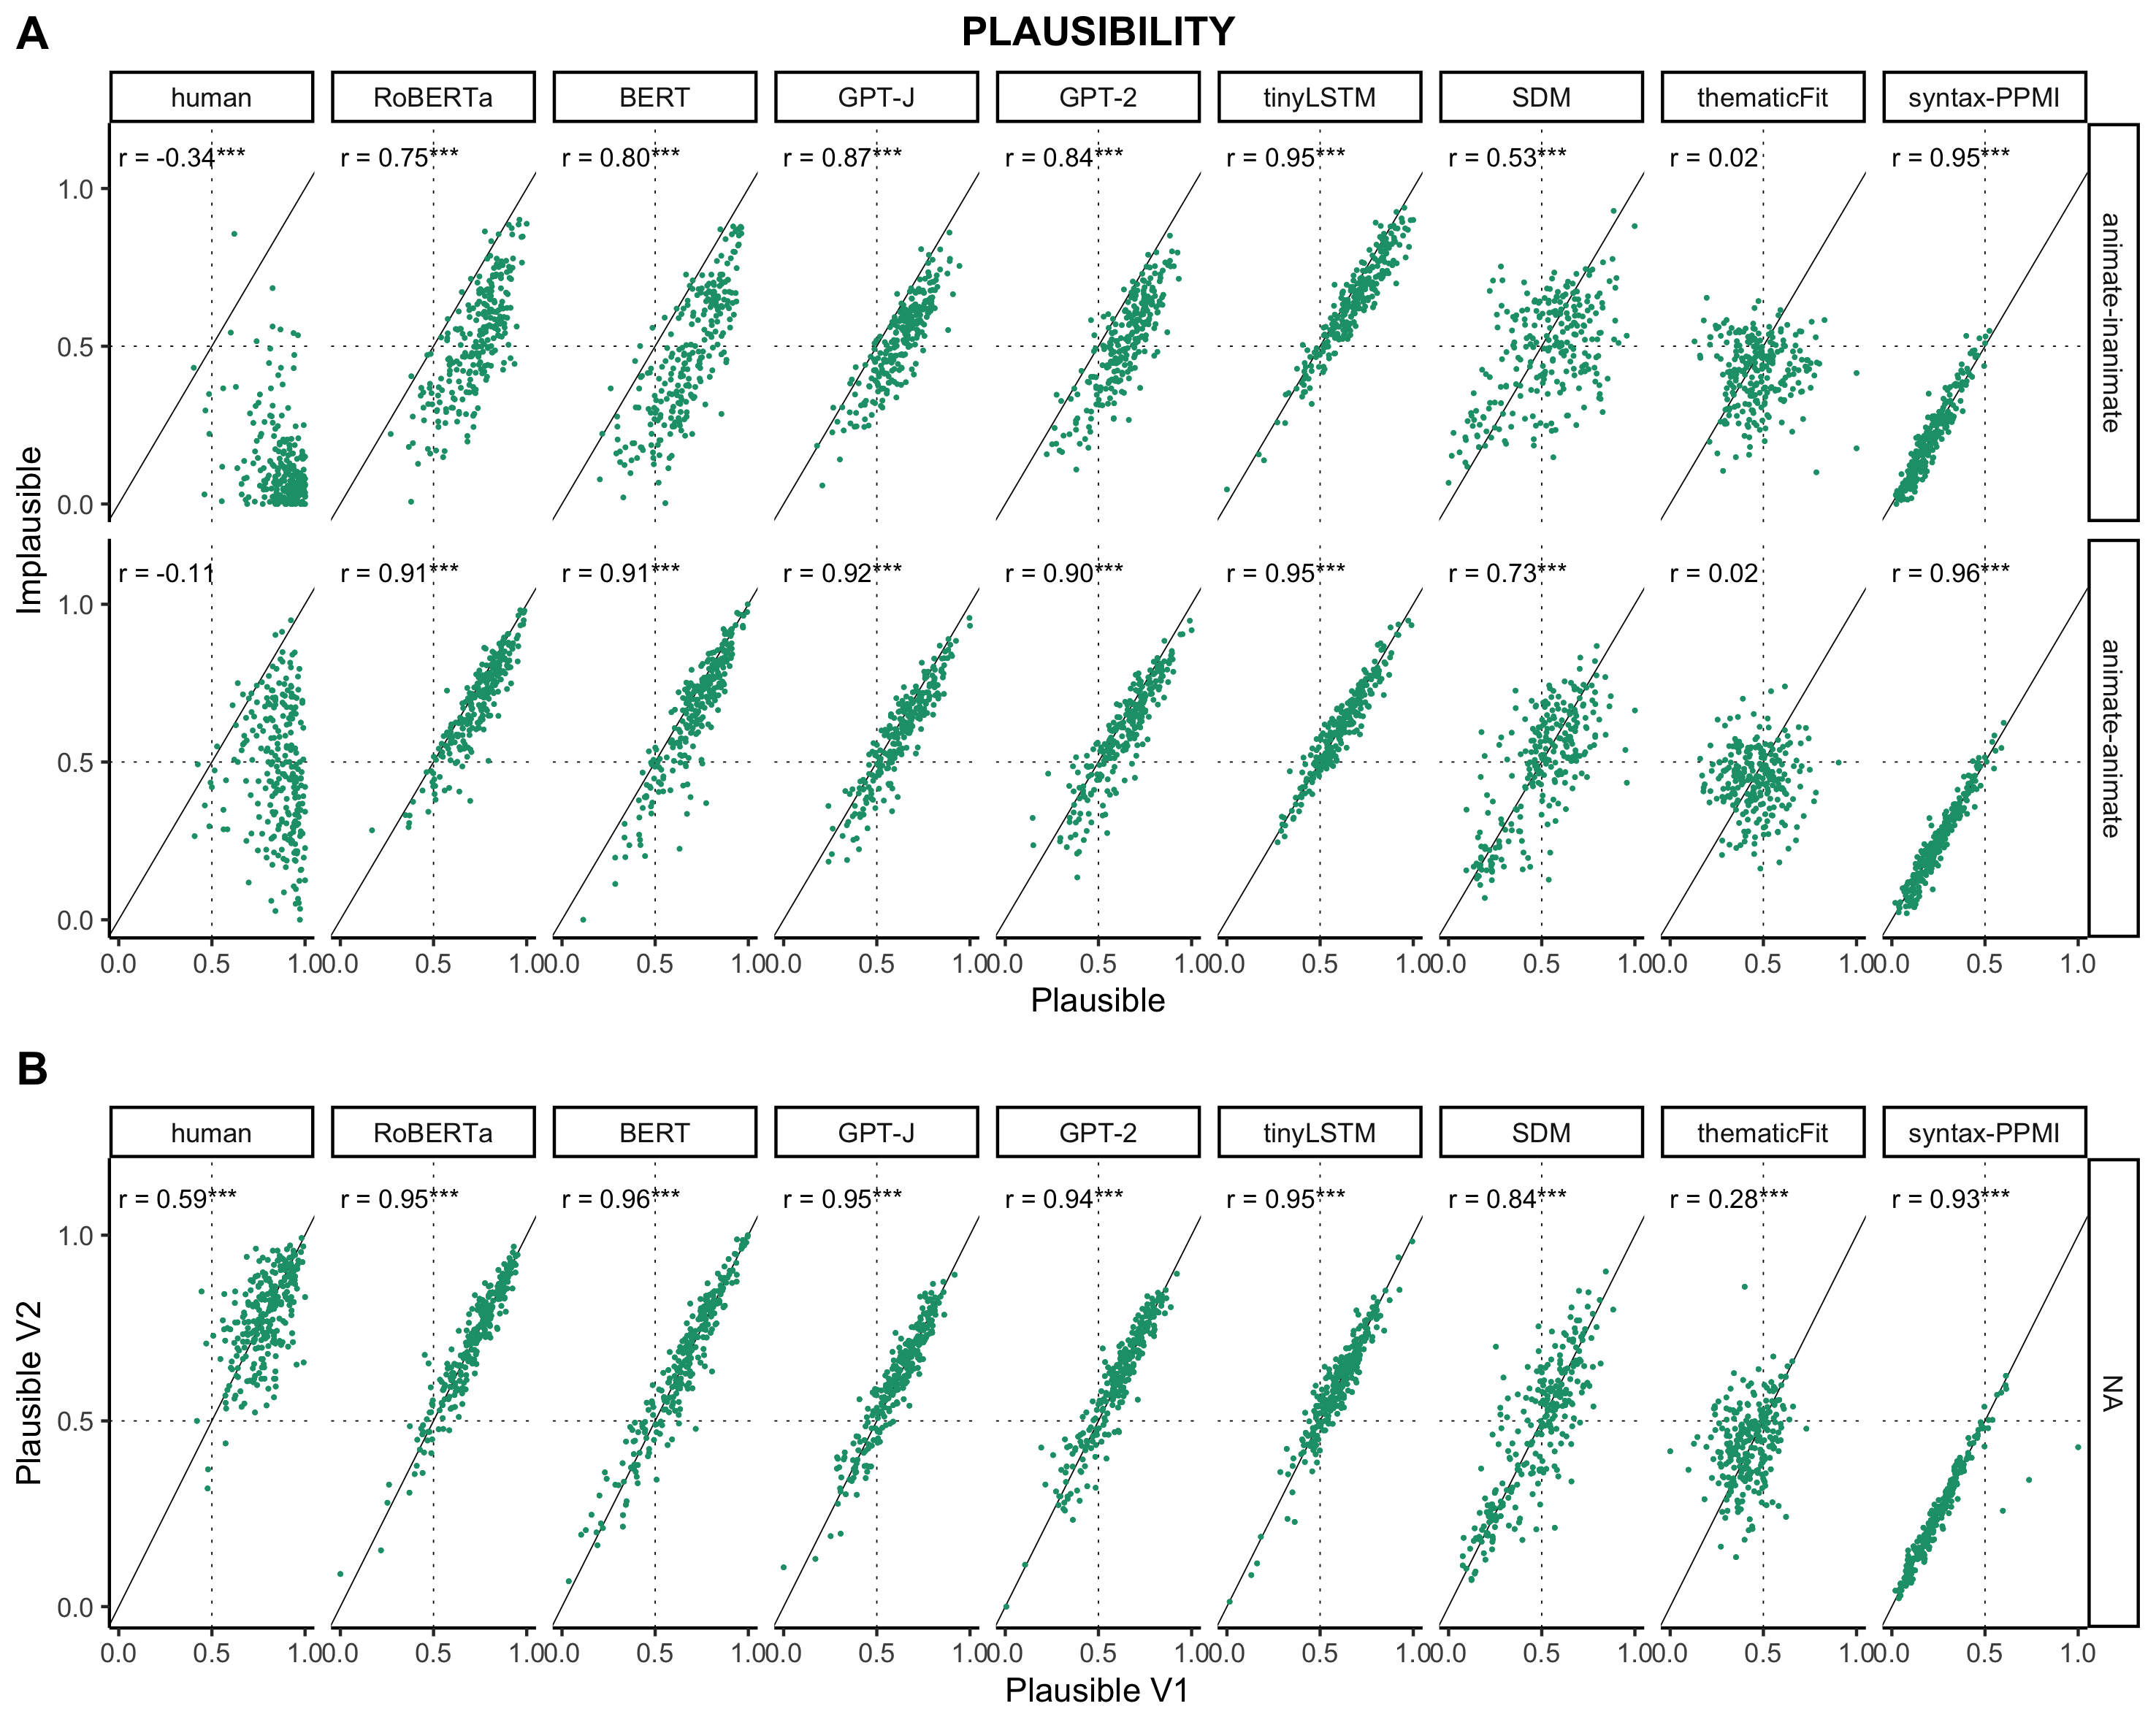 A
PLAUSIBILITY
human RoBERTa BERT GPT-J GPT-2 tinyLSTM SDM thematicFit syntax-PPMI
r = -0.34*** r = 0.75*** r = 0.80*** r = 0.87*** r = 0.84*** r = 0.95*** r = 0.53*** r = 0.02 r = 0.95***
1.0
0.5
0.0
animate-inanimate
Implausible
r = -0.11 r = 0.91*** r = 0.91*** r = 0.92*** r = 0.90*** r = 0.95*** r = 0.73*** r = 0.02 r = 0.96***
1.0
0.5
0.0
animate-animate
0.0 0.5 1.0 0.0 0.5 1.0 0.0 0.5 1.0 0.0 0.5 1.0 0.0 0.5 1.0 0.0 0.5 1.0 0.0 0.5 1.0 0.0 0.5 1.0 0.0 0.5 1.0
Plausible
B
human RoBERTa BERT GPT-J GPT-2 tinyLSTM SDM thematicFit syntax-PPMI
r = 0.59*** r = 0.95*** r = 0.96*** r = 0.95*** r = 0.94*** r = 0.95*** r = 0.84*** r = 0.28*** r = 0.93***
1.0
0.5
0.0
Plausible V2
NA
0.0 0.5 1.0 0.0 0.5 1.0 0.0 0.5 1.0 0.0 0.5 1.0 0.0 0.5 1.0 0.0 0.5 1.0 0.0 0.5 1.0 0.0 0.5 1.0 0.0 0.5 1.0
Plausible V1